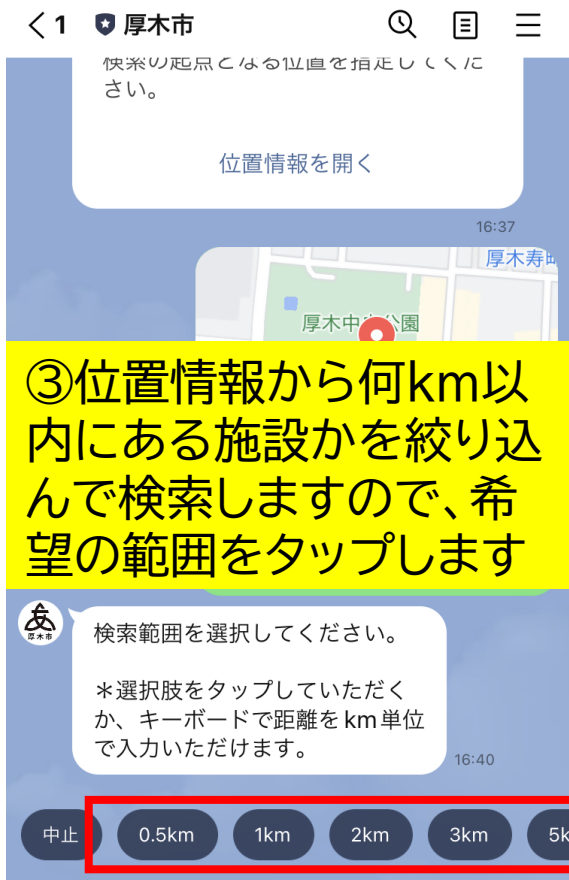 1 厚木市
検索の起点となる位置を指定してくだ
さい。
位置情報を開く
16:37
厚木寿町
厚木中央公園
③位置情報から何km以
内にある施設かを絞り込
んで検索しますので、希
望の範囲をタップします
厚木市
検索範囲を選択してください。
＊選択肢をタップしていただく
か、キーボードで距離をkm単位
で入力いただけます。
16:40
中止 0.5km 1km 2km 3km 5k